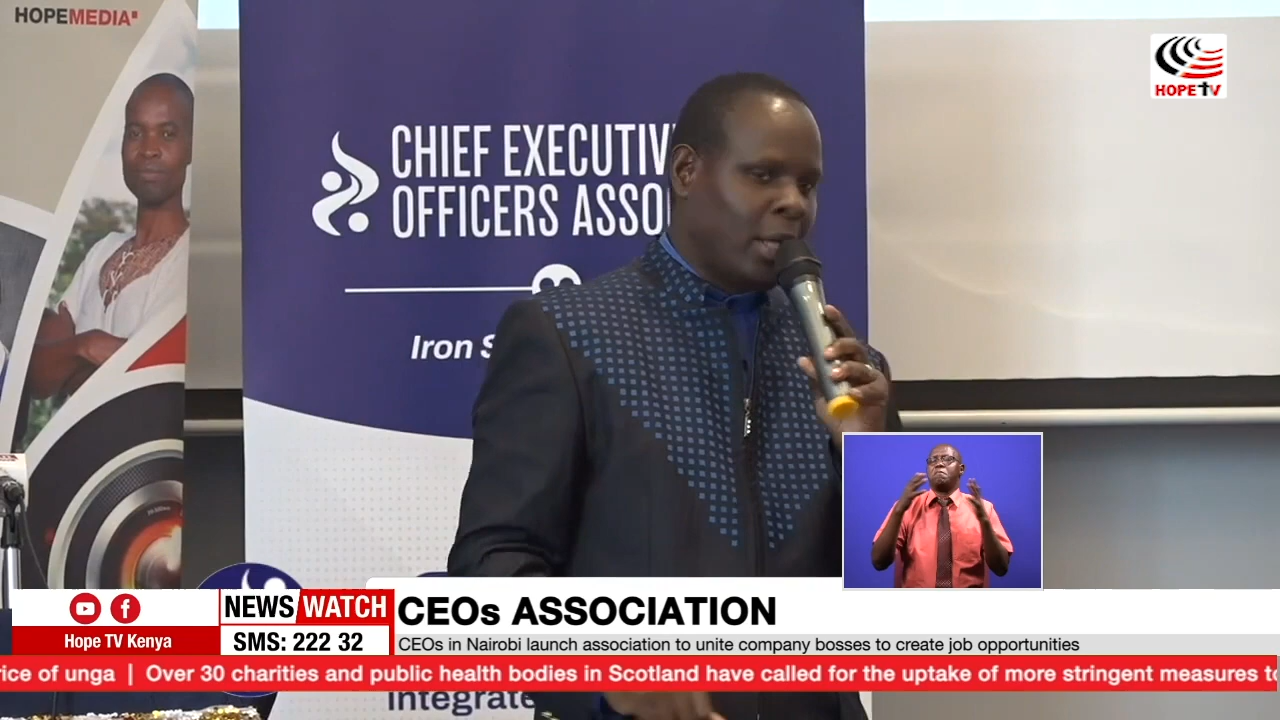 HOPEMEDIA
HOPE TV
CHIEF EXECUTIV
OFFICERS ASSO
Iron S
NEWS WATCH
CEOs ASSOCIATION
Hope TV Kenya
SMS: 222 32
CEOs in Nairobi launch association to unite company bosses to create job opportunities
rice of unga | Over 30 charities and public health bodies in Scotland have called for the uptake of more stringent measures to
Integrate